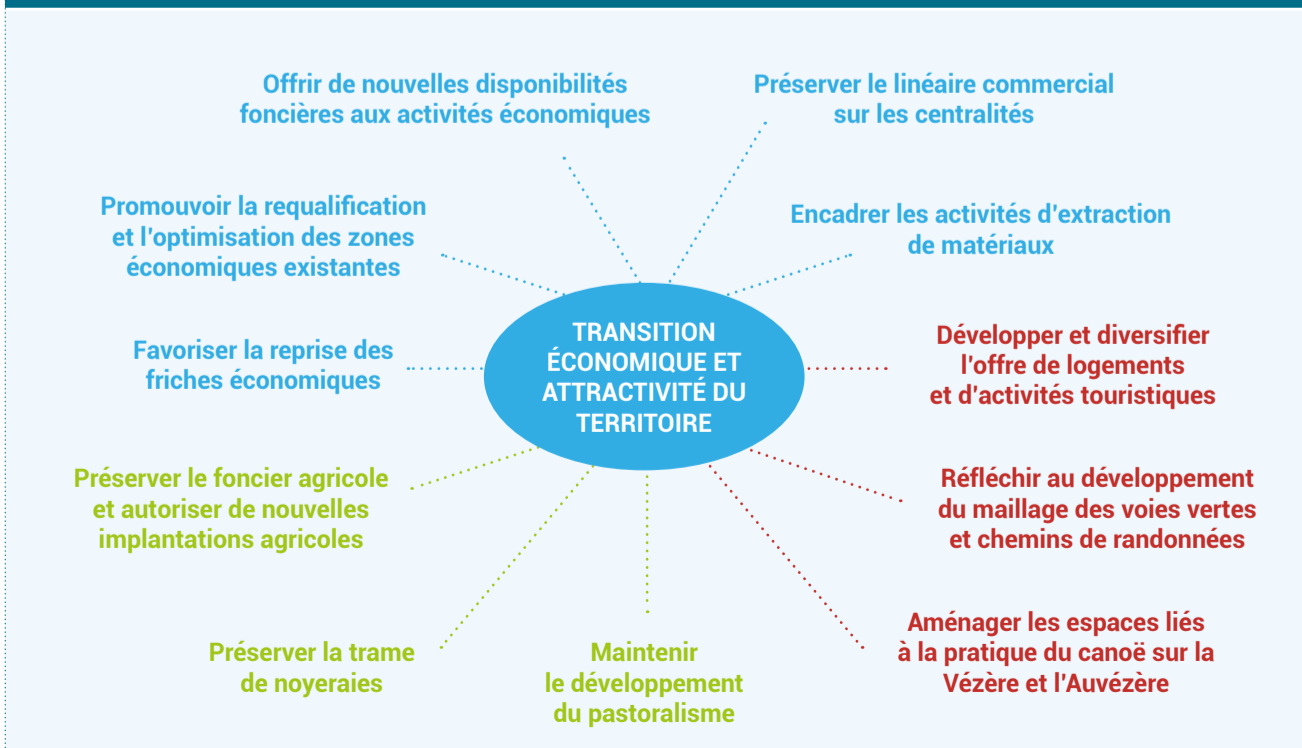 Offrir de nouvelles disponibilités
foncières aux activités économiques
Préserver le linéaire commercial
sur les centralités
Promouvoir la requalification
et l'optimisation des zones
économiques existantes
Encadrer les activités d'extraction
de matériaux
Favoriser la reprise des
friches économiques
TRANSITION
ÉCONOMIQUE ET
ATTRACTIVITÉ DU
TERRITOIRE
Développer et diversifier
l'offre de logements
et d'activités touristiques
Préserver le foncier agricole
et autoriser de nouvelles
implantations agricoles
Réfléchir au développement
du maillage des voies vertes
et chemins de randonnées
Préserver la trame
de noyeraies
Maintenir
le développement
du pastoralisme
Aménager les espaces liés
à la pratique du canoë sur la
Vézère et l'Auvézère